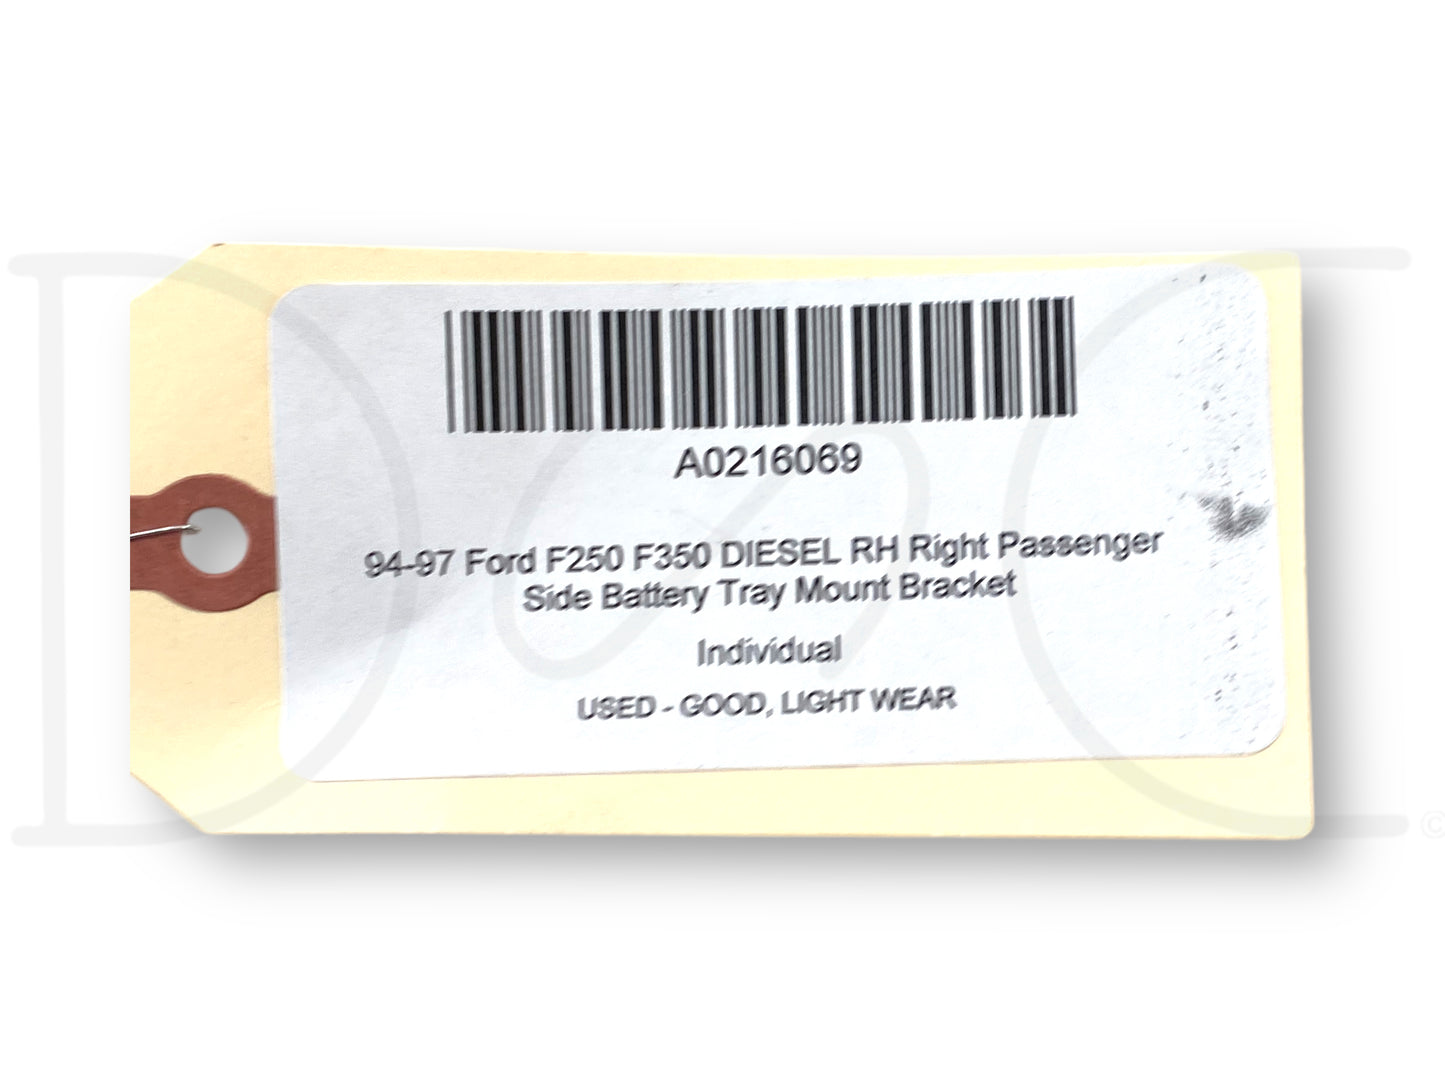 A0216069
94-97 Ford F250 F350 DIESEL RH Right Passenger
Side Battery Tray Mount Bracket
Individual
USED - GOOD, LIGHT WEAR
©